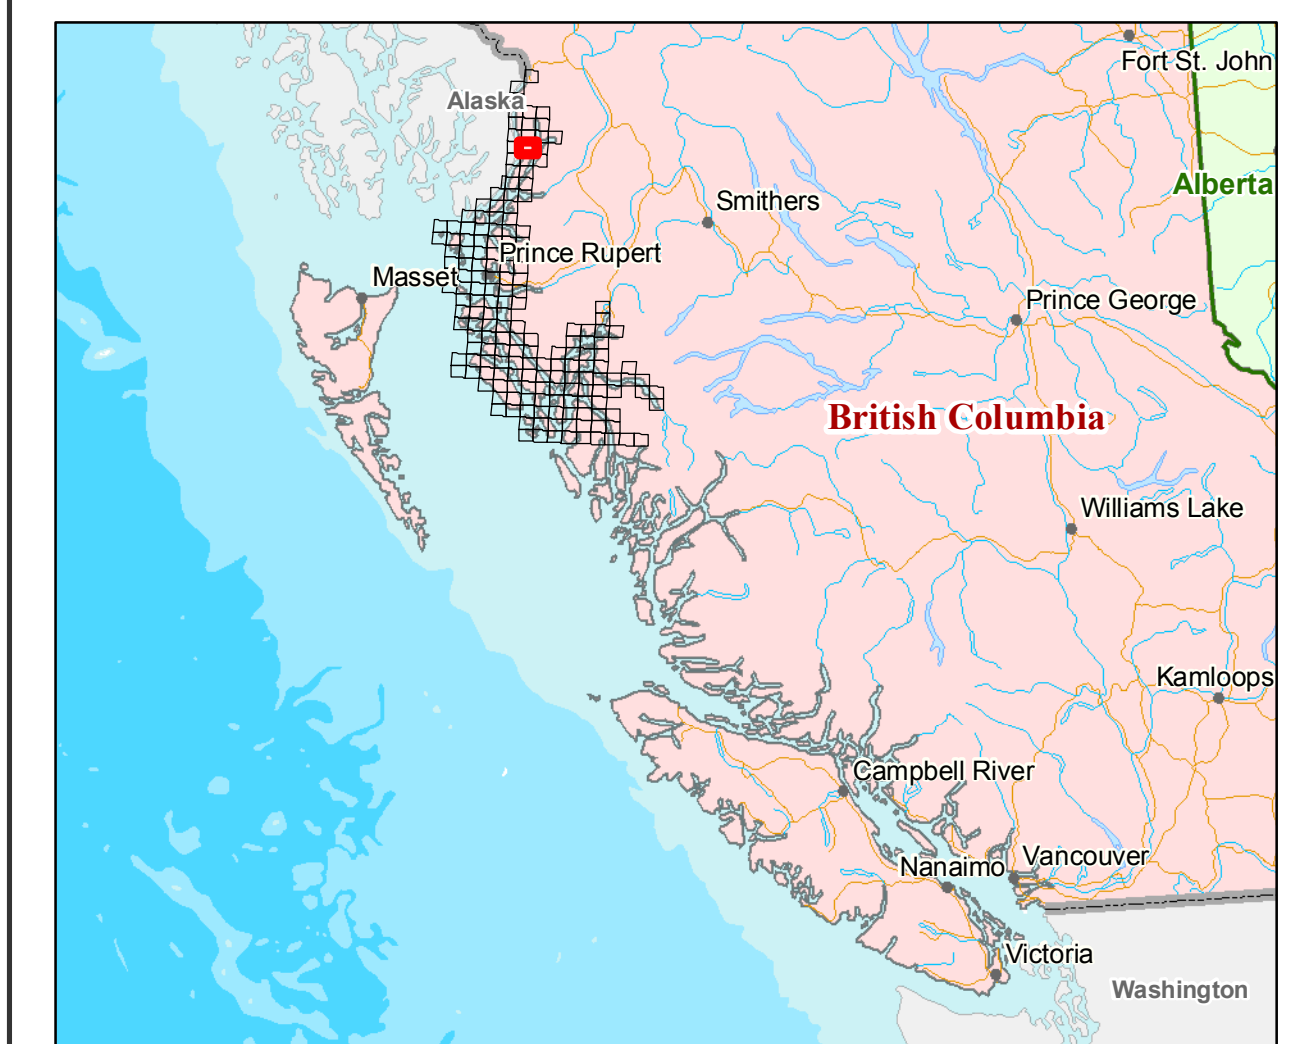 Fort St. John
Alaska
Alberta
Smithers
Prince Rupert
Masset
Prince George
British Columbia
Williams Lake
Kamloops
Campbell River
Vancouver
Nanaimo
Victoria
Washington